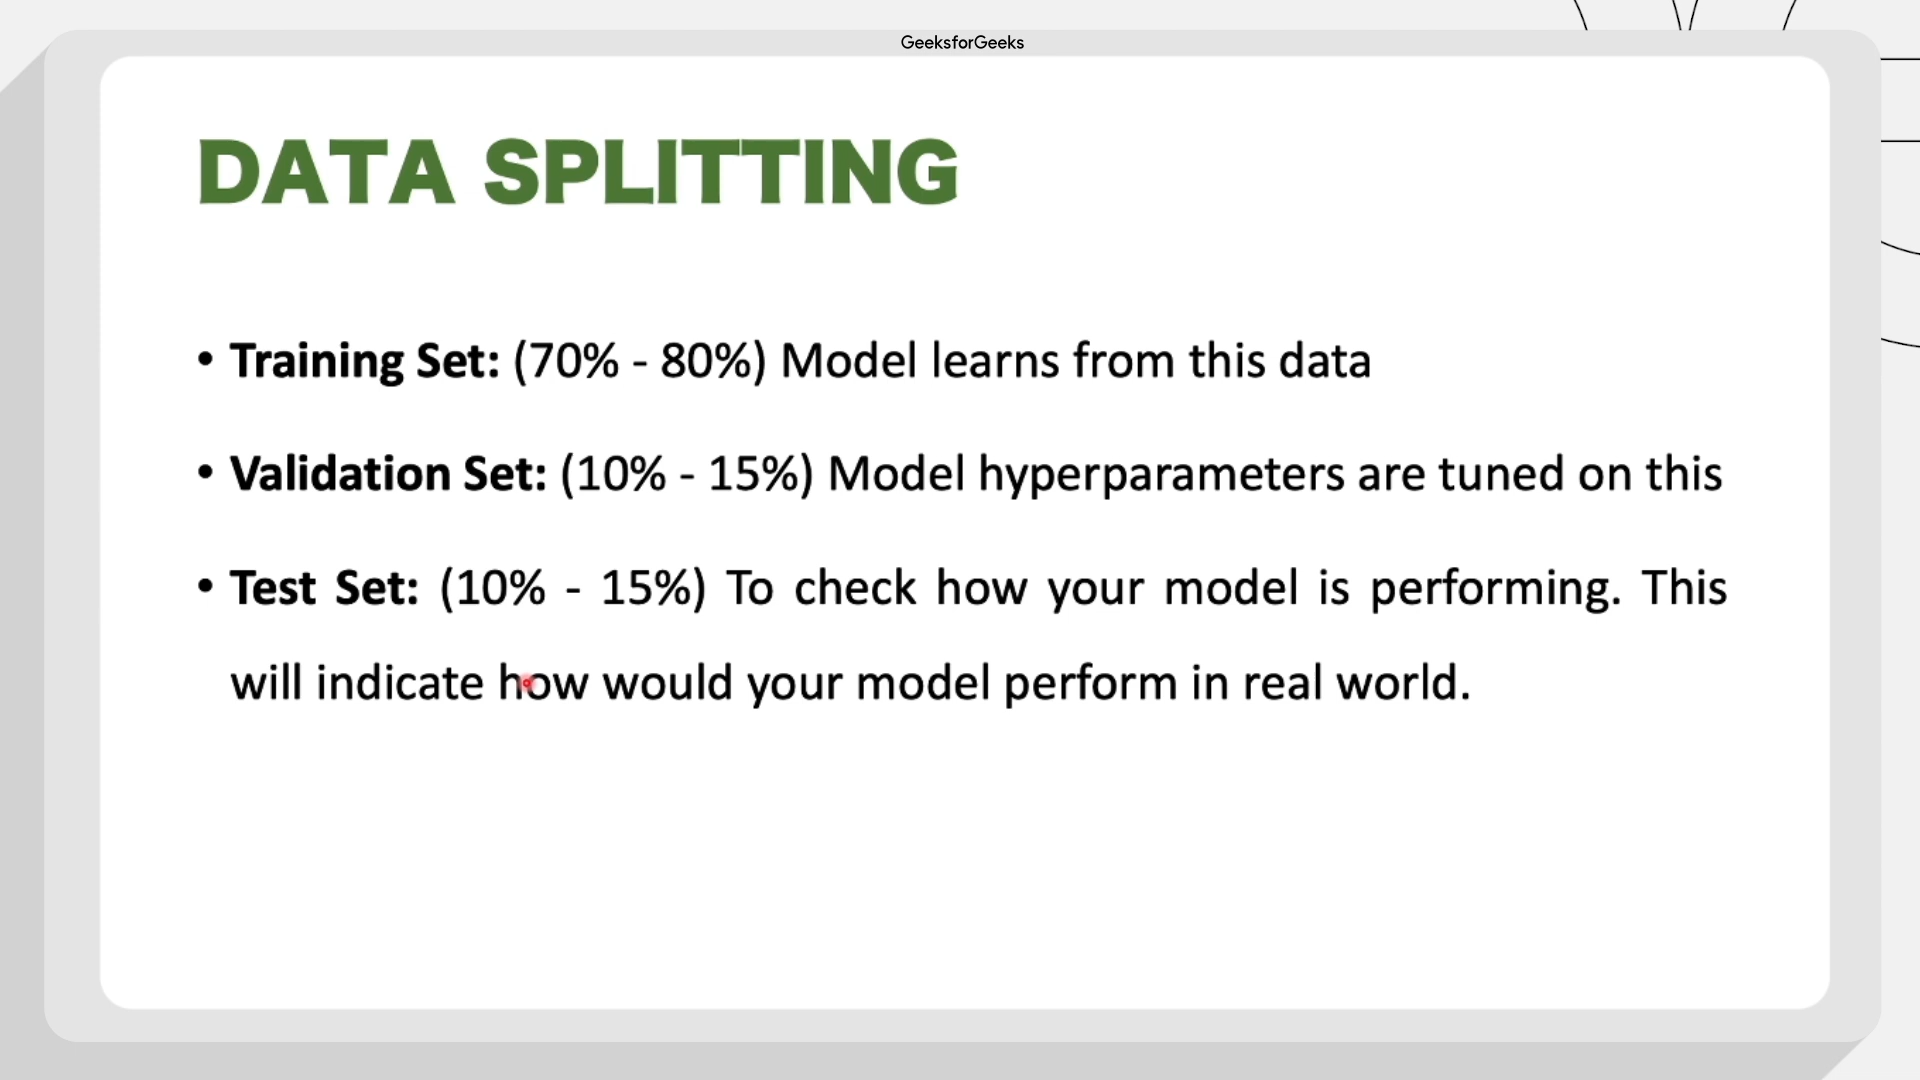 GeeksforGeeks
DATA SPLITTING
• Training Set: (70% - 80%) Model learns from this data
• Validation Set: (10% - 15%) Model hyperparameters are tuned on this
• Test Set: (10% - 15%) To check how your model is performing. This
will indicate how would your model perform in real world.